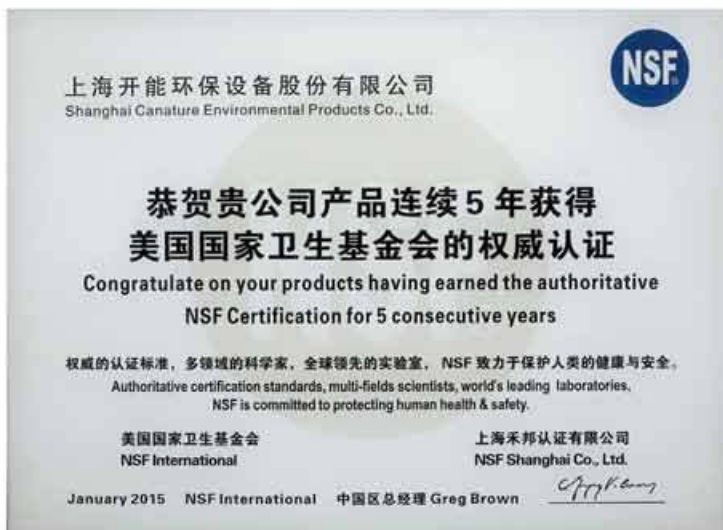 NSF
上海开能环保设备股份有限公司
Shanghai Canature Environmental Products Co., Ltd.
恭贺贵公司产品连续5年获得
美国国家卫生基金会的权威认证
Congratulate on your products having earned the authoritative
NSF Certification for 5 consecutive years
权威的认证标准，多领域的科学家，全球领先的实验室，NSF 致力于保护人类的健康与安全。
Authoritative certification standards, multi-fields scientists, world's leading laboratories.
NSF is committed to protecting human health & safety.
美国国家卫生基金会
NSF International
上海禾邦认证有限公司
NSF Shanghai Co., Ltd.
January 2015 NSF International 中国区总经理 Greg Brown